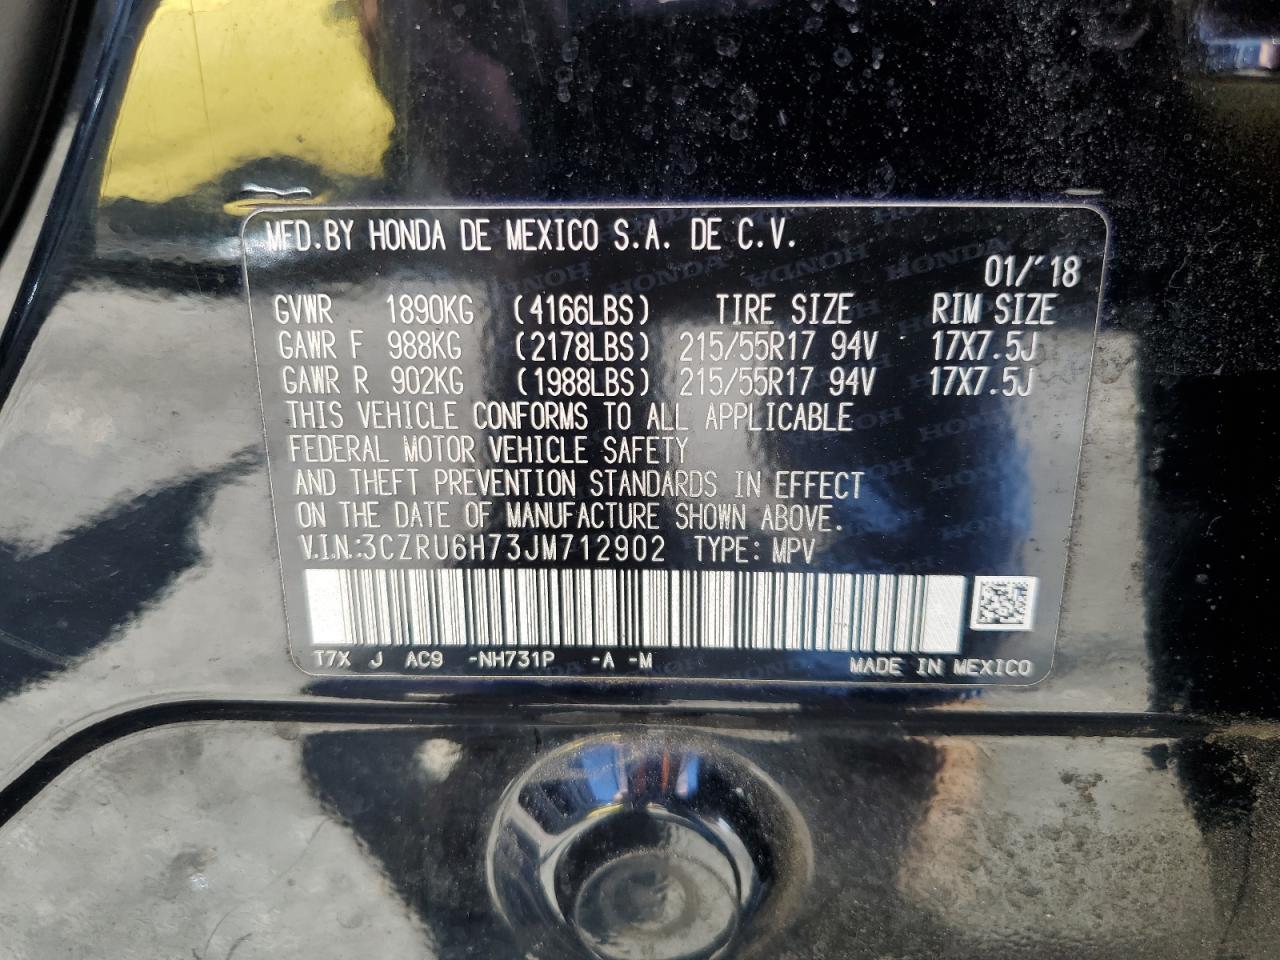 MFD.BY HONDA DE MEXICO S.A. DE C.V.
01/'18
GVWR 1890KG (4166LBS) TIRE SIZE RIM SIZE
GAWR F 988KG (2178LBS) 215/55R17 94V 17X7.5J
GAWR R 902KG (1988LBS) 215/55R17 94V 17X7.5J
THIS VEHICLE CONFORMS TO ALL APPLICABLE
FEDERAL MOTOR VEHICLE SAFETY
AND THEFT PREVENTION STANDARDS IN EFFECT
ON THE DATE OF MANUFACTURE SHOWN ABOVE.
V.I.N.:3CZRU6H73JM712902 TYPE: MPV
T7X J AC9 -NH731P -A -M MADE IN MEXICO